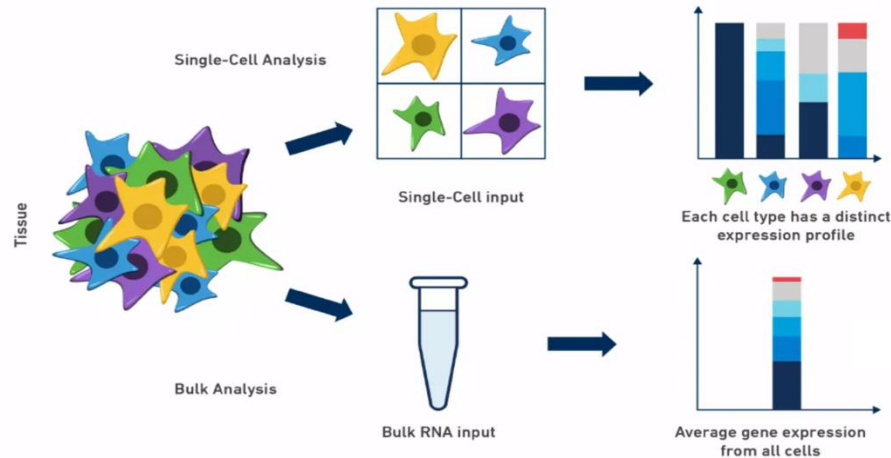 Single-Cell Analysis
Single-Cell input
Each cell type has a distinct
expression profile
Tissue
Bulk Analysis
Bulk RNA input
Average gene expression
from all cells